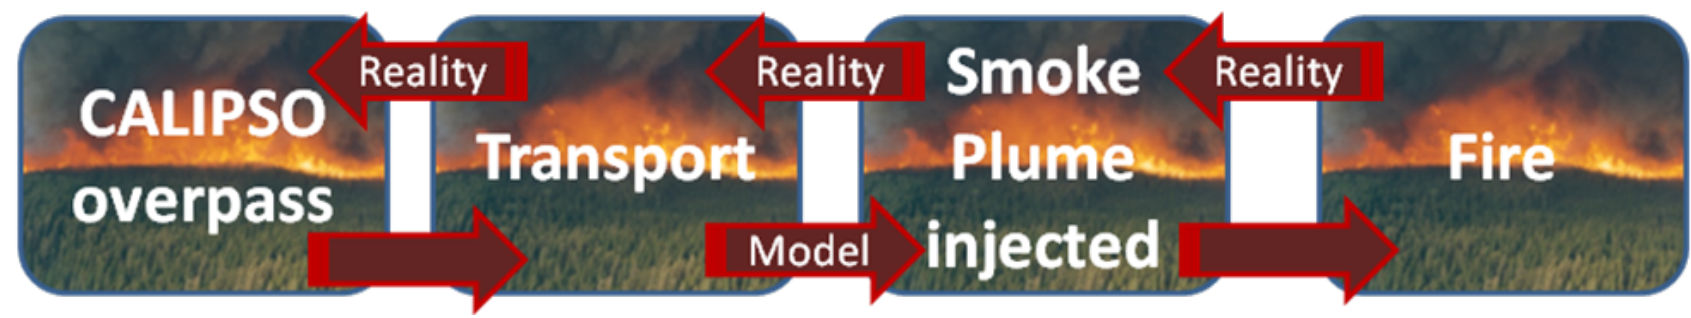 CALIPSO
overpass
Reality
Transport
Reality
Model
Smoke
Plume
injected
Reality
Fire